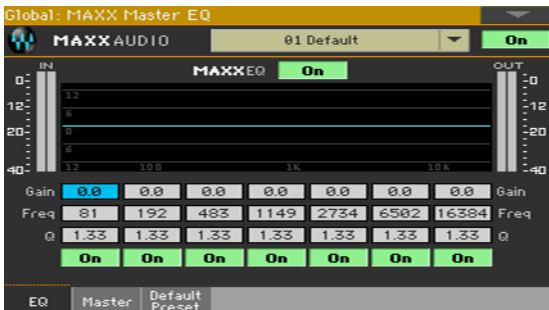 Global: MAXX Master EQ
MAXXAUDIO 01 Default On
IN MAXXEQ On OUT
0 0
12 12 12
6
20 0 20
6
40 12 100 1K 10K 40
Gain 0.0 0.0 0.0 0.0 0.0 0.0 0.0 Gain
Freq 81 192 483 1149 2734 6502 16384 Freq
Q 1.33 1.33 1.33 1.33 1.33 1.33 1.33 Q
On On On On On On On
EQ Master Default Preset